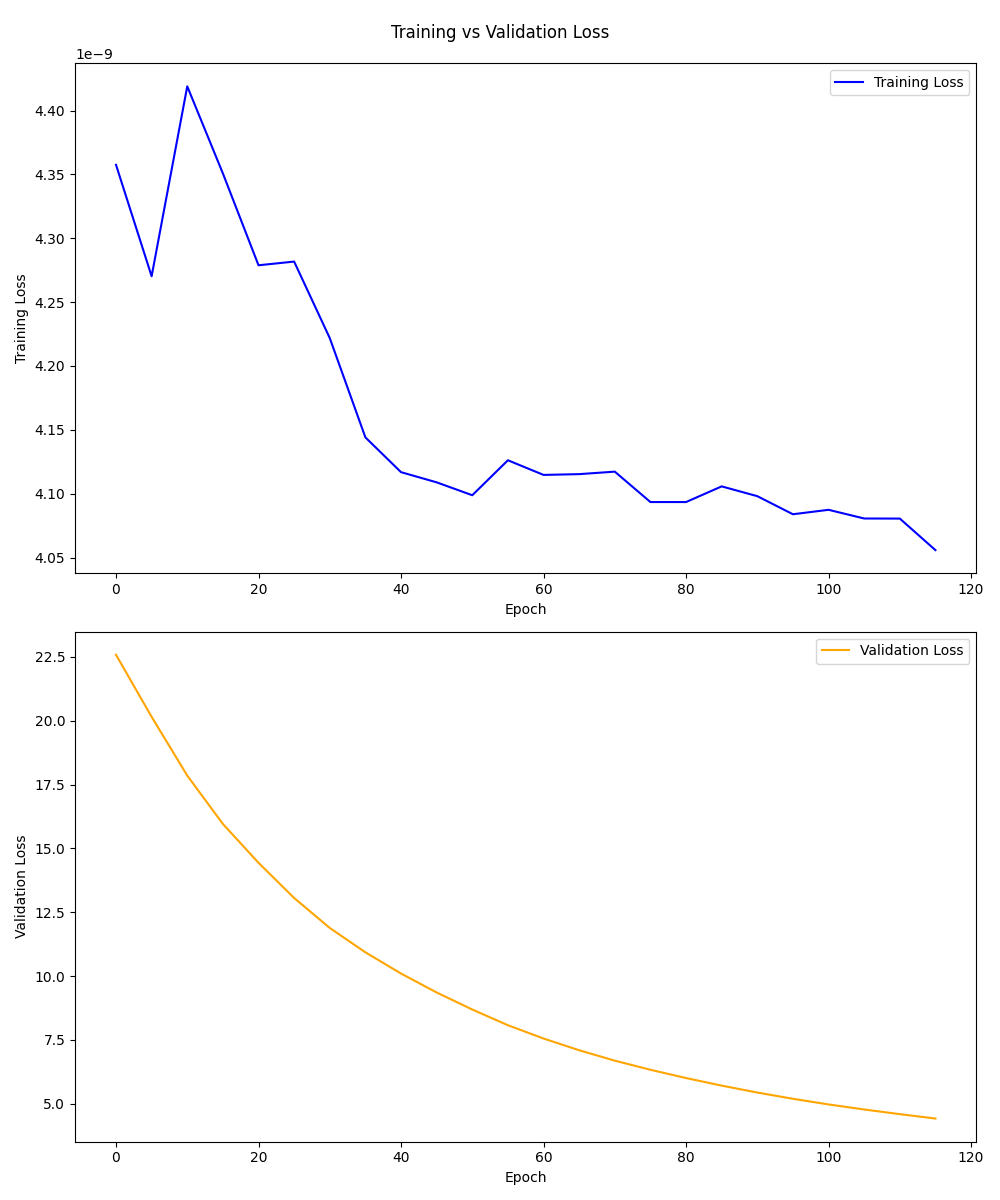 Training vs Validation Loss
1e−9
Training Loss
4.40
4.35
4.30
4.25
4.20
4.15
4.10
4.05
Training Loss
0 20 40 60 80 100 120
Epoch
Validation Loss
22.5
20.0
17.5
15.0
12.5
10.0
7.5
5.0
Validation Loss
0 20 40 60 80 100 120
Epoch